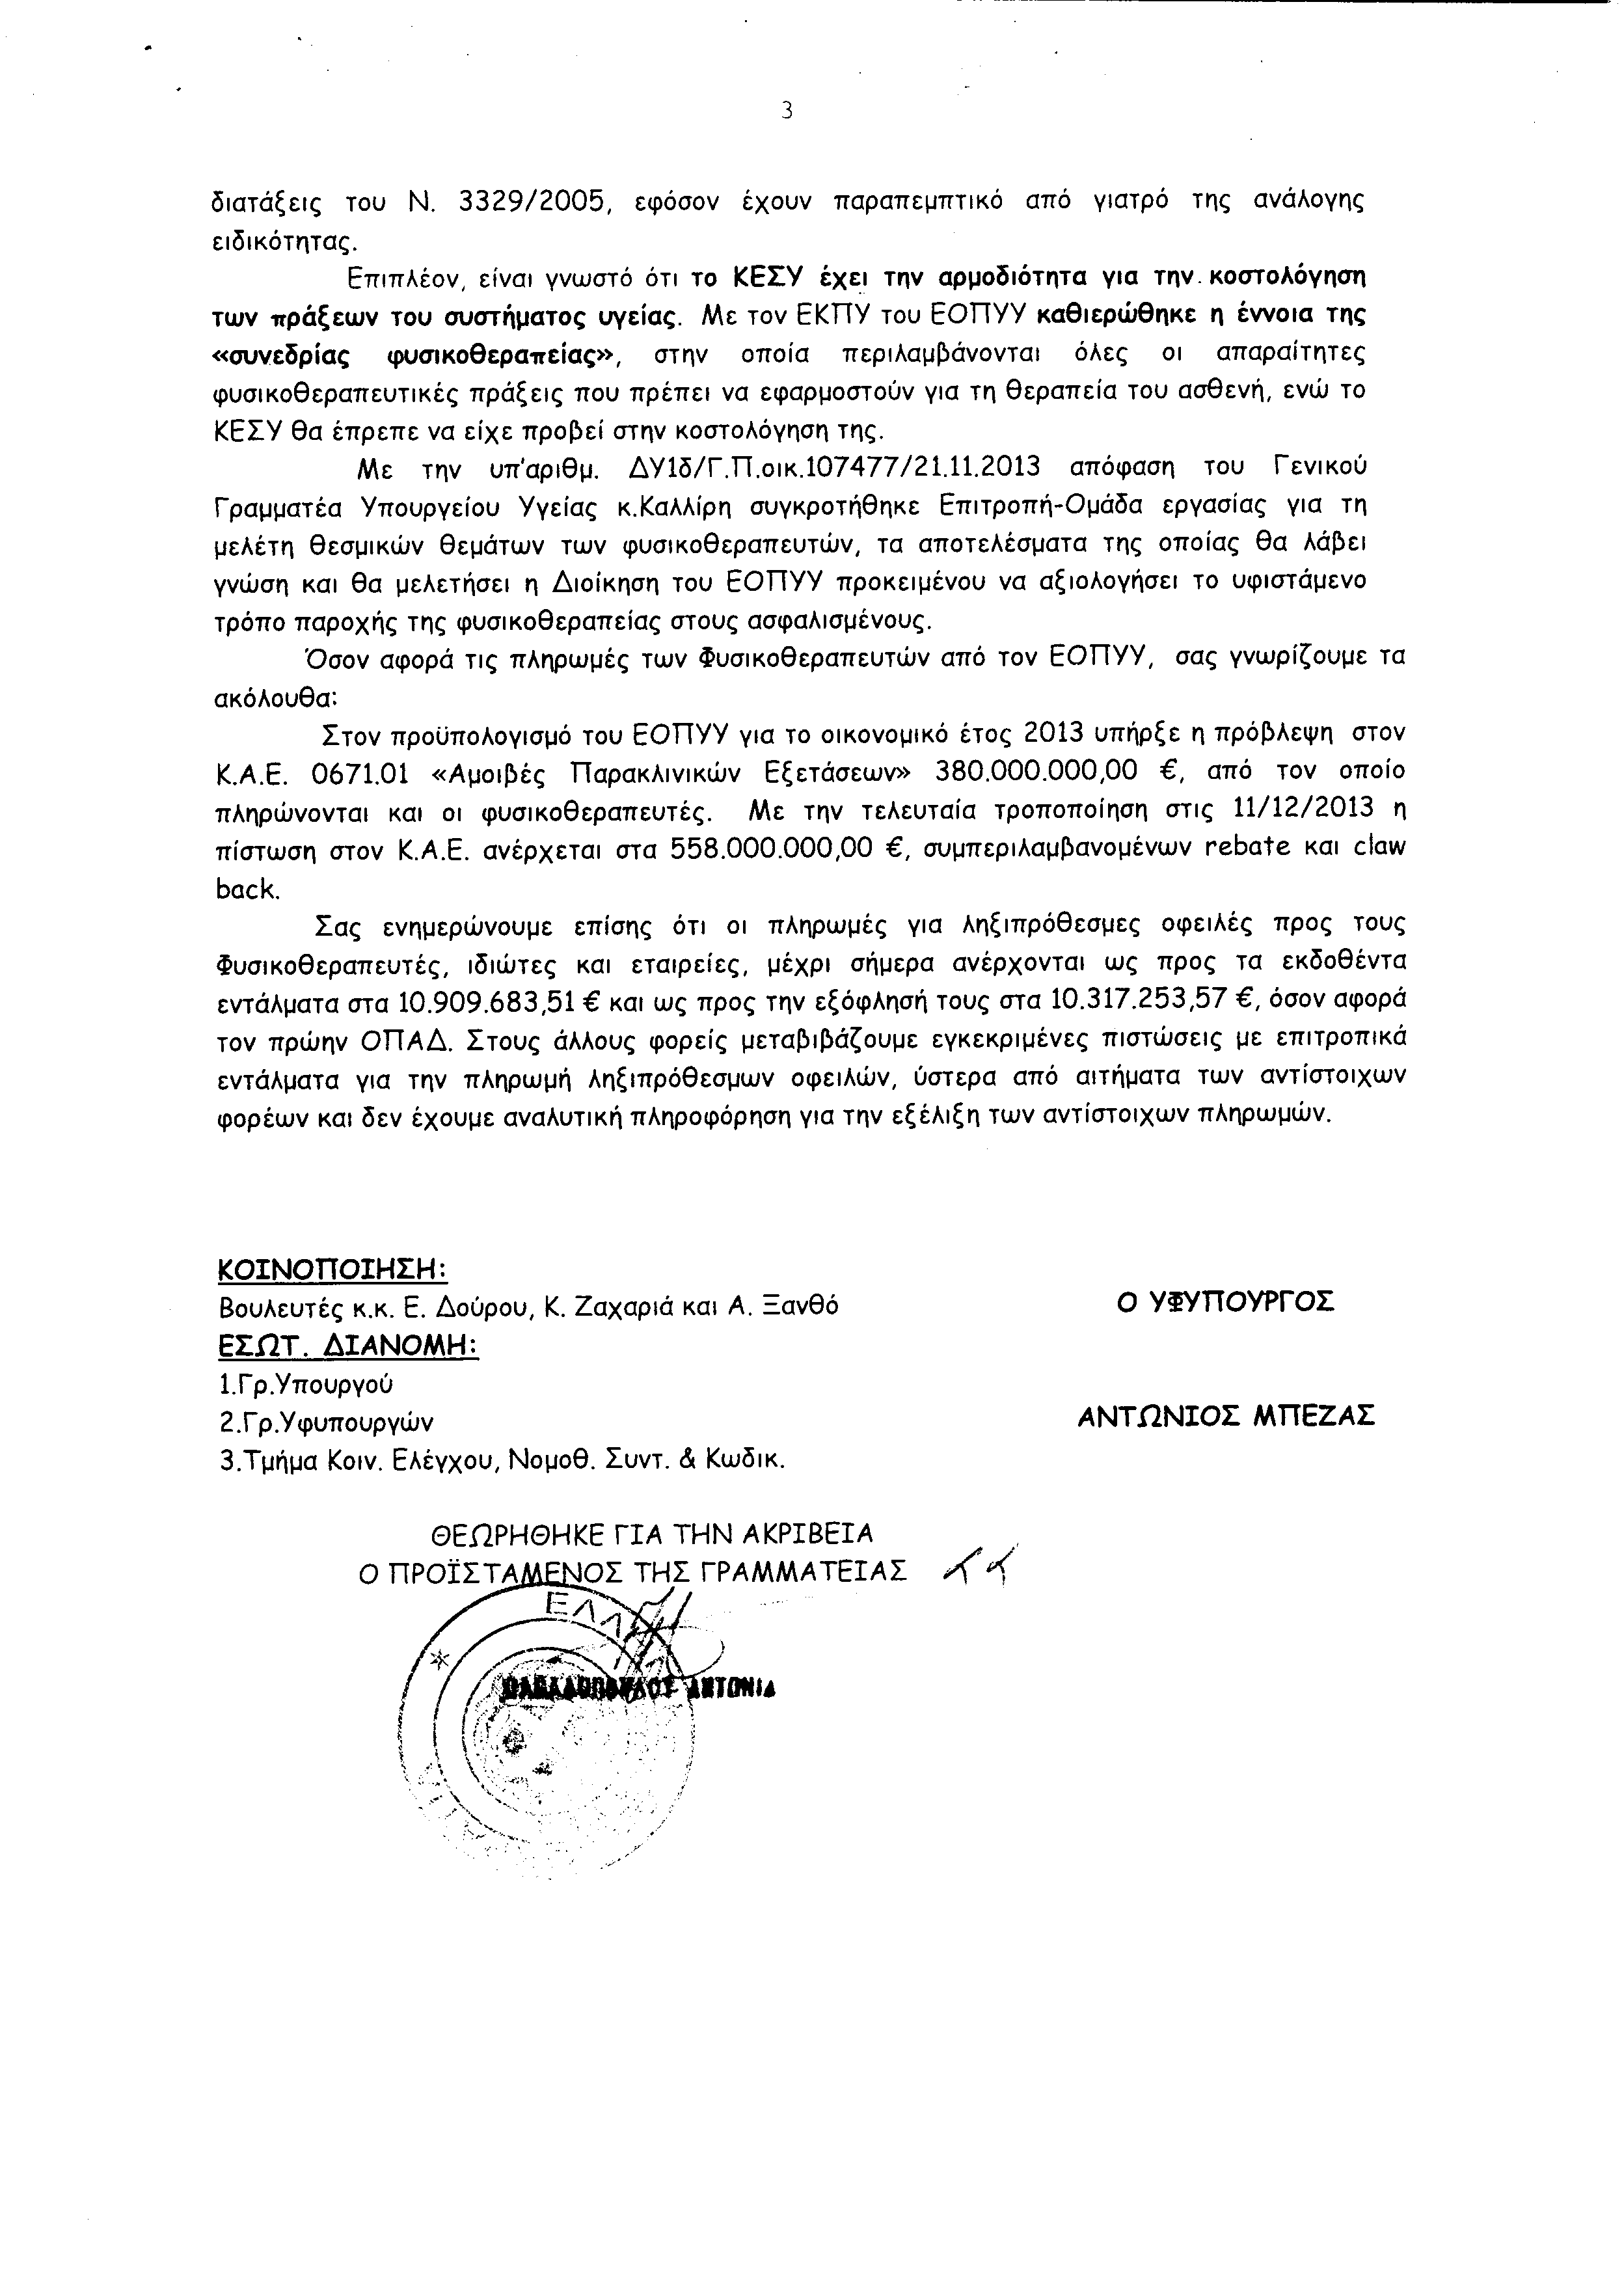 3
διατάξεις του Ν. 3329/2005, εφόσον έχουν παραπεμπτικό από γιατρό της ανάλογης
ειδικότητας.
Επιπλέον, είναι γνωστό ότι το ΚΕΣΥ έχει την αρμοδιότητα για την κοστολόγηση
των πράξεων του συστήματος υγείας. Με τον ΕΚΠΥ του ΕΟΠΥΥ καθιερώθηκε η έννοια της
«συνεδρίας φυσικοθεραπείας», στην οποία περιλαμβάνονται όλες οι απαραίτητες
φυσικοθεραπευτικές πράξεις που πρέπει να εφαρμοστούν για τη θεραπεία του ασθενή, ενώ το
ΚΕΣΥ θα έπρεπε να είχε προβεί στην κοστολόγηση της.
Με την υπ'αριθμ. ΔΥ1δ/Γ.Π.οικ.107477/21.11.2013 απόφαση του Γενικού
Γραμματέα Υπουργείου Υγείας κ.Καλλίρη συγκροτήθηκε Επιτροπή-Ομάδα εργασίας για τη
μελέτη θεσμικών θεμάτων των φυσικοθεραπευτών, τα αποτελέσματα της οποίας θα λάβει
γνώση και θα μελετήσει η Διοίκηση του ΕΟΠΥΥ προκειμένου να αξιολογήσει το υφιστάμενο
τρόπο παροχής της φυσικοθεραπείας στους ασφαλισμένους.
Όσον αφορά τις πληρωμές των Φυσικοθεραπευτών από τον ΕΟΠΥΥ, σας γνωρίζουμε τα
ακόλουθα:
Στον προϋπολογισμό του ΕΟΠΥΥ για το οικονομικό έτος 2013 υπήρξε η πρόβλεψη στον
Κ.Α.Ε. 0671.01 «Αμοιβές Παρακλινικών Εξετάσεων» 380.000.000,00 €, από τον οποίο
πληρώνονται και οι φυσικοθεραπευτές. Με την τελευταία τροποποίηση στις 11/12/2013 η
πίστωση στον Κ.Α.Ε. ανέρχεται στα 558.000.000,00 €, συμπεριλαμβανομένων rebate και claw
back.
Σας ενημερώνουμε επίσης ότι οι πληρωμές για ληξιπρόθεσμες οφειλές προς τους
Φυσικοθεραπευτές, ιδιώτες και εταιρείες, μέχρι σήμερα ανέρχονται ως προς τα εκδοθέντα
εντάλματα στα 10.909.683,51 € και ως προς την εξόφλησή τους στα 10.317.253,57 €, όσον αφορά
τον πρώην ΟΠΑΔ. Στους άλλους φορείς μεταβιβάζουμε εγκεκριμένες πιστώσεις με επιτροπικά
εντάλματα για την πληρωμή ληξιπρόθεσμων οφειλών, ύστερα από αιτήματα των αντίστοιχων
φορέων και δεν έχουμε αναλυτική πληροφόρηση για την εξέλιξη των αντίστοιχων πληρωμών.
ΚΟΙΝΟΠΟΙΗΣΗ:
Βουλευτές κ.κ. Ε. Δούρου, Κ. Ζαχαριά και Α. Ξανθό
Ο ΥΦΥΠΟΥΡΓΟΣ
ΕΣΩΤ. ΔΙΑΝΟΜΗ:
1.Γρ.Υπουργού
2.Γρ.Υφυπουργών
ΑΝΤΩΝΙΟΣ ΜΠΕΖΑΣ
3.Τμήμα Κοιν. Ελέγχου, Νομοθ. Συντ. & Κωδικ.
ΘΕΩΡΗΘΗΚΕ ΓΙΑ ΤΗΝ ΑΚΡΙΒΕΙΑ
Ο ΠΡΟΪΣΤΑΜΕΝΟΣ ΤΗΣ ΓΡΑΜΜΑΤΕΙΑΣ